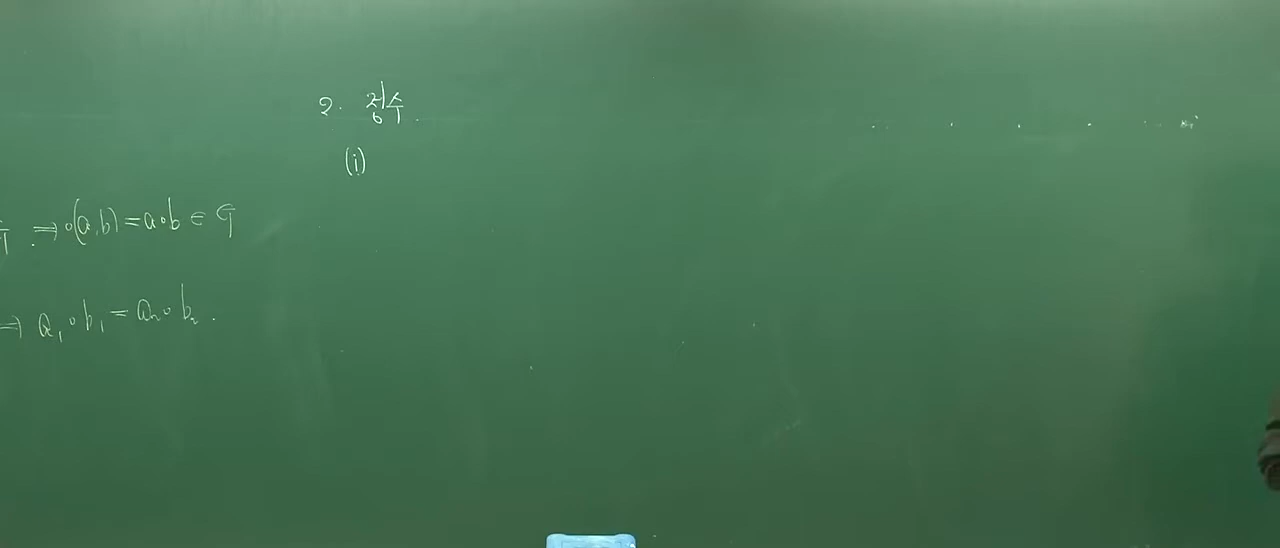 2. 정수.
(i)
⇒ ∘(a,b) = a∘b ∈ G
⇒ a₁∘b₁ = a₂∘b₂.